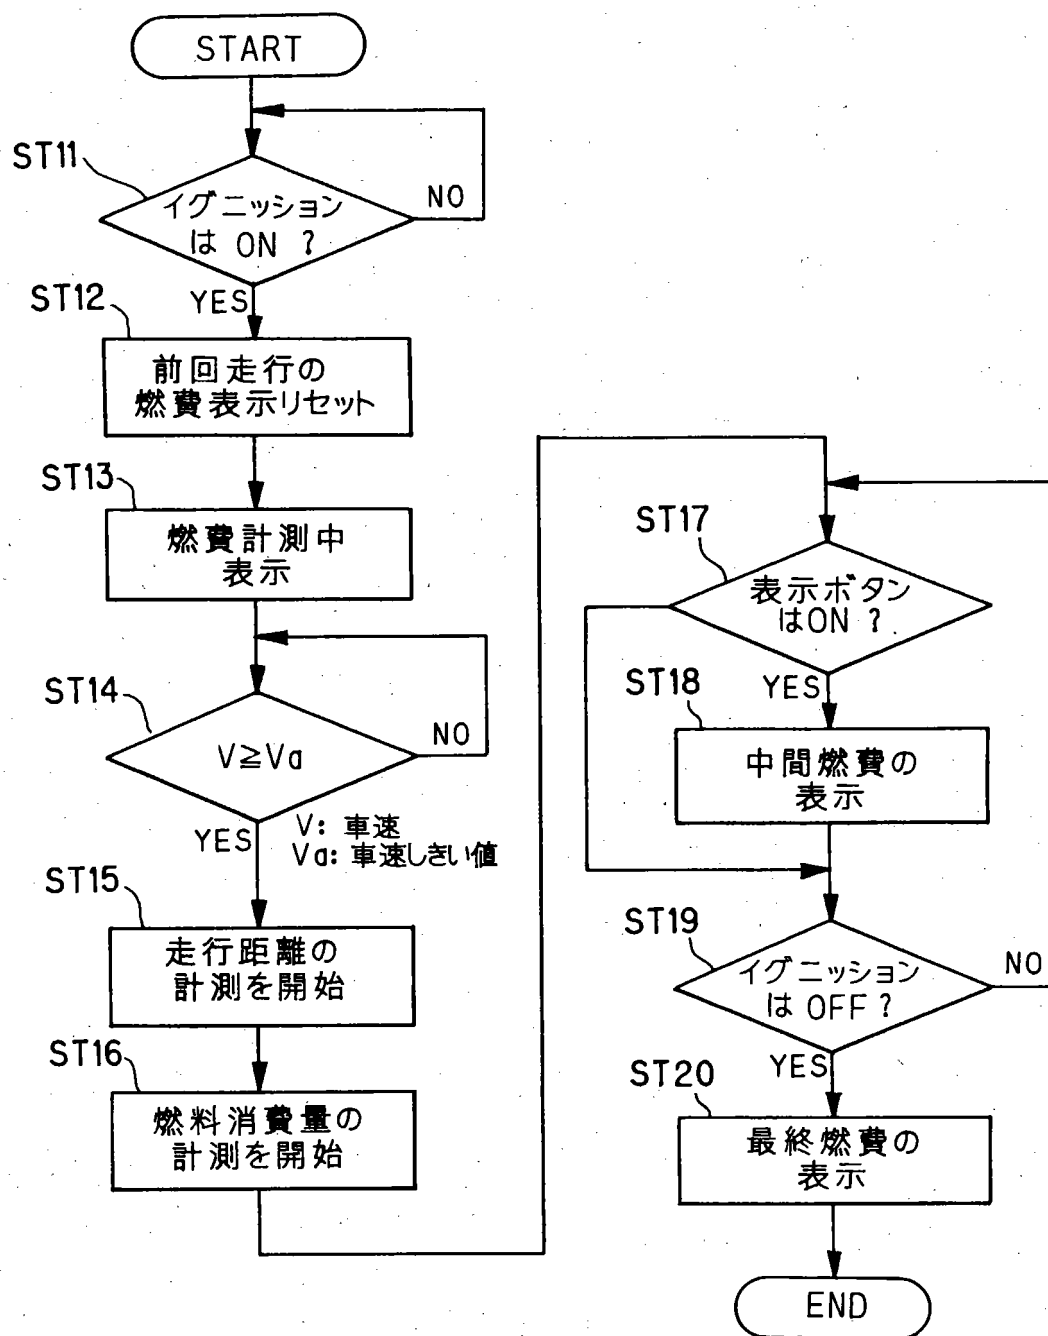 START
ST11
イグニッション
は ON ?
NO
YES
ST12
前回走行の
燃費表示リセット
ST13
燃費計測中
表示
ST14
V≧Va
NO
YES
V: 車速
Va: 車速しきい値
ST15
走行距離の
計測を開始
ST16
燃料消費量の
計測を開始
ST17
表示ボタン
はON ?
YES
ST18
中間燃費の
表示
ST19
イグニッション
は OFF ?
NO
YES
ST20
最終燃費の
表示
END